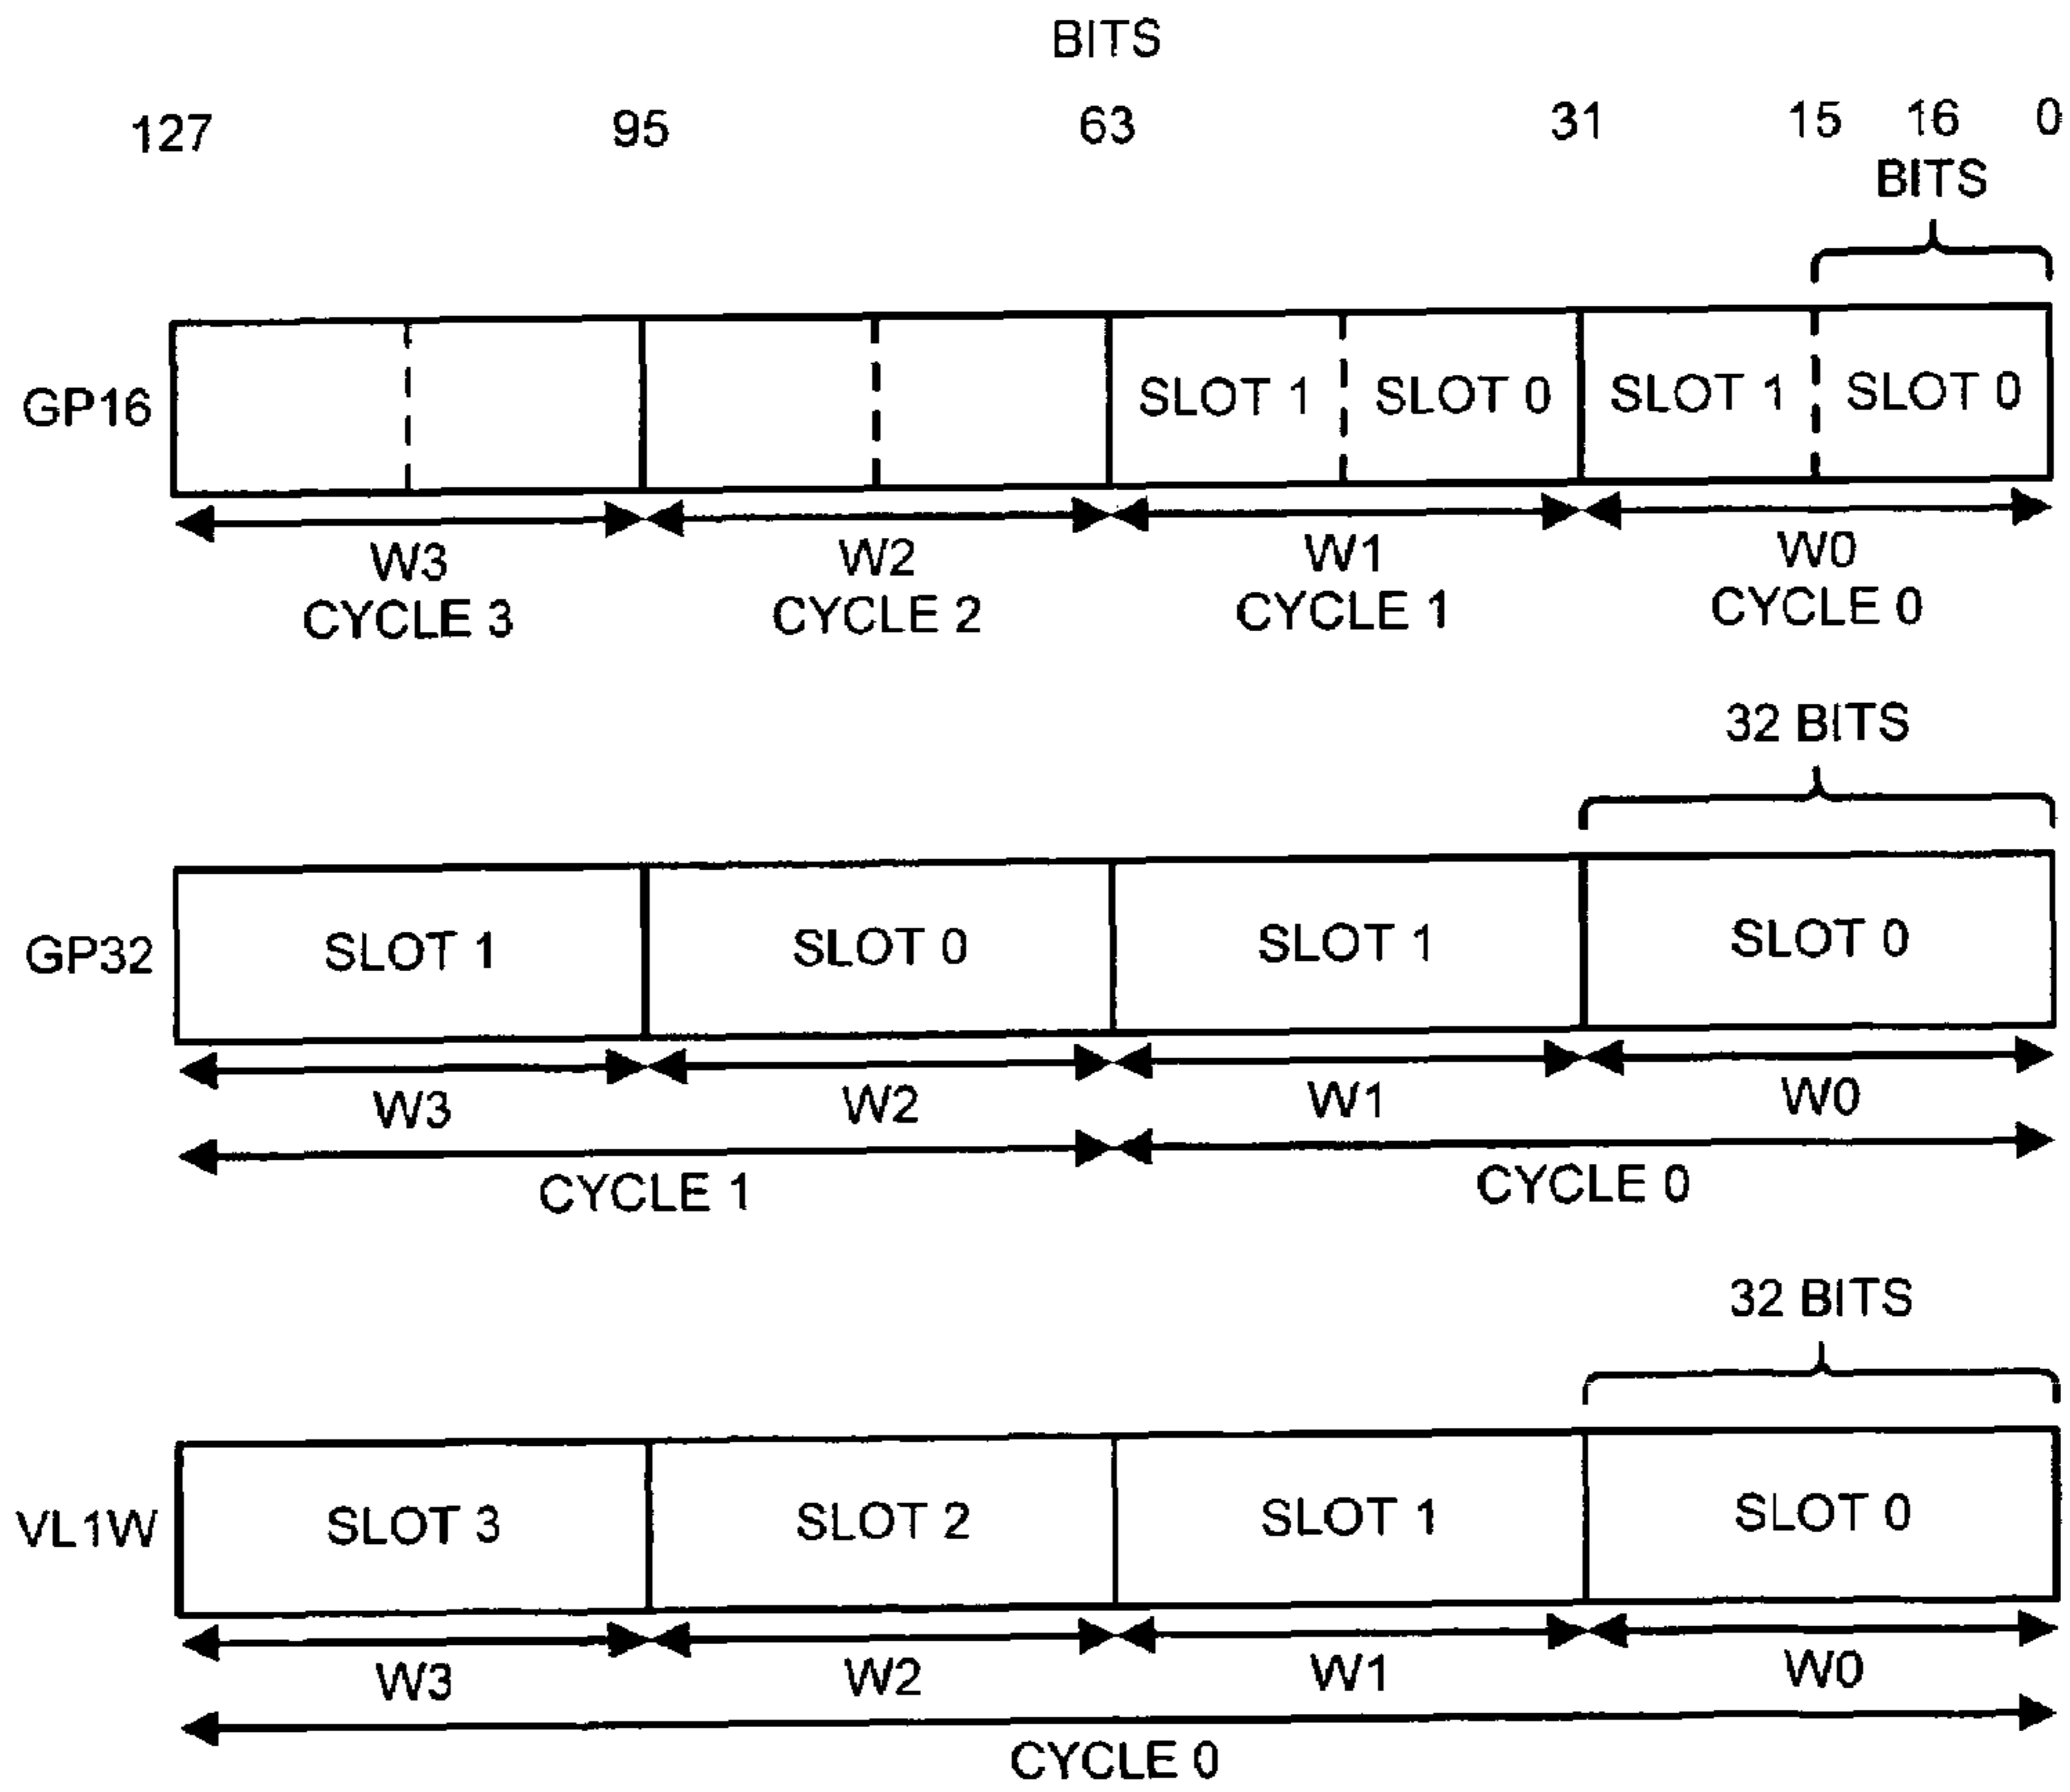 BITS
127 95 63 31 15 16 0
BITS
GP16 SLOT 1 SLOT 0 SLOT 1 SLOT 0
W3 W2 W1 W0
CYCLE 3 CYCLE 2 CYCLE 1 CYCLE 0
32 BITS
GP32 SLOT 1 SLOT 0 SLOT 1 SLOT 0
W3 W2 W1 W0
CYCLE 1 CYCLE 0
32 BITS
VL1W SLOT 3 SLOT 2 SLOT 1 SLOT 0
W3 W2 W1 W0
CYCLE 0